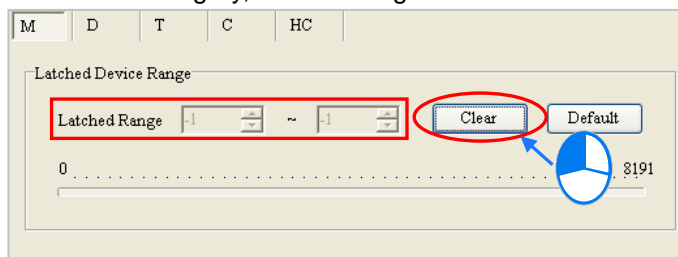 M D T C HC
Latched Device Range
Latched Range -1 ~ -1 Clear Default
0 8191